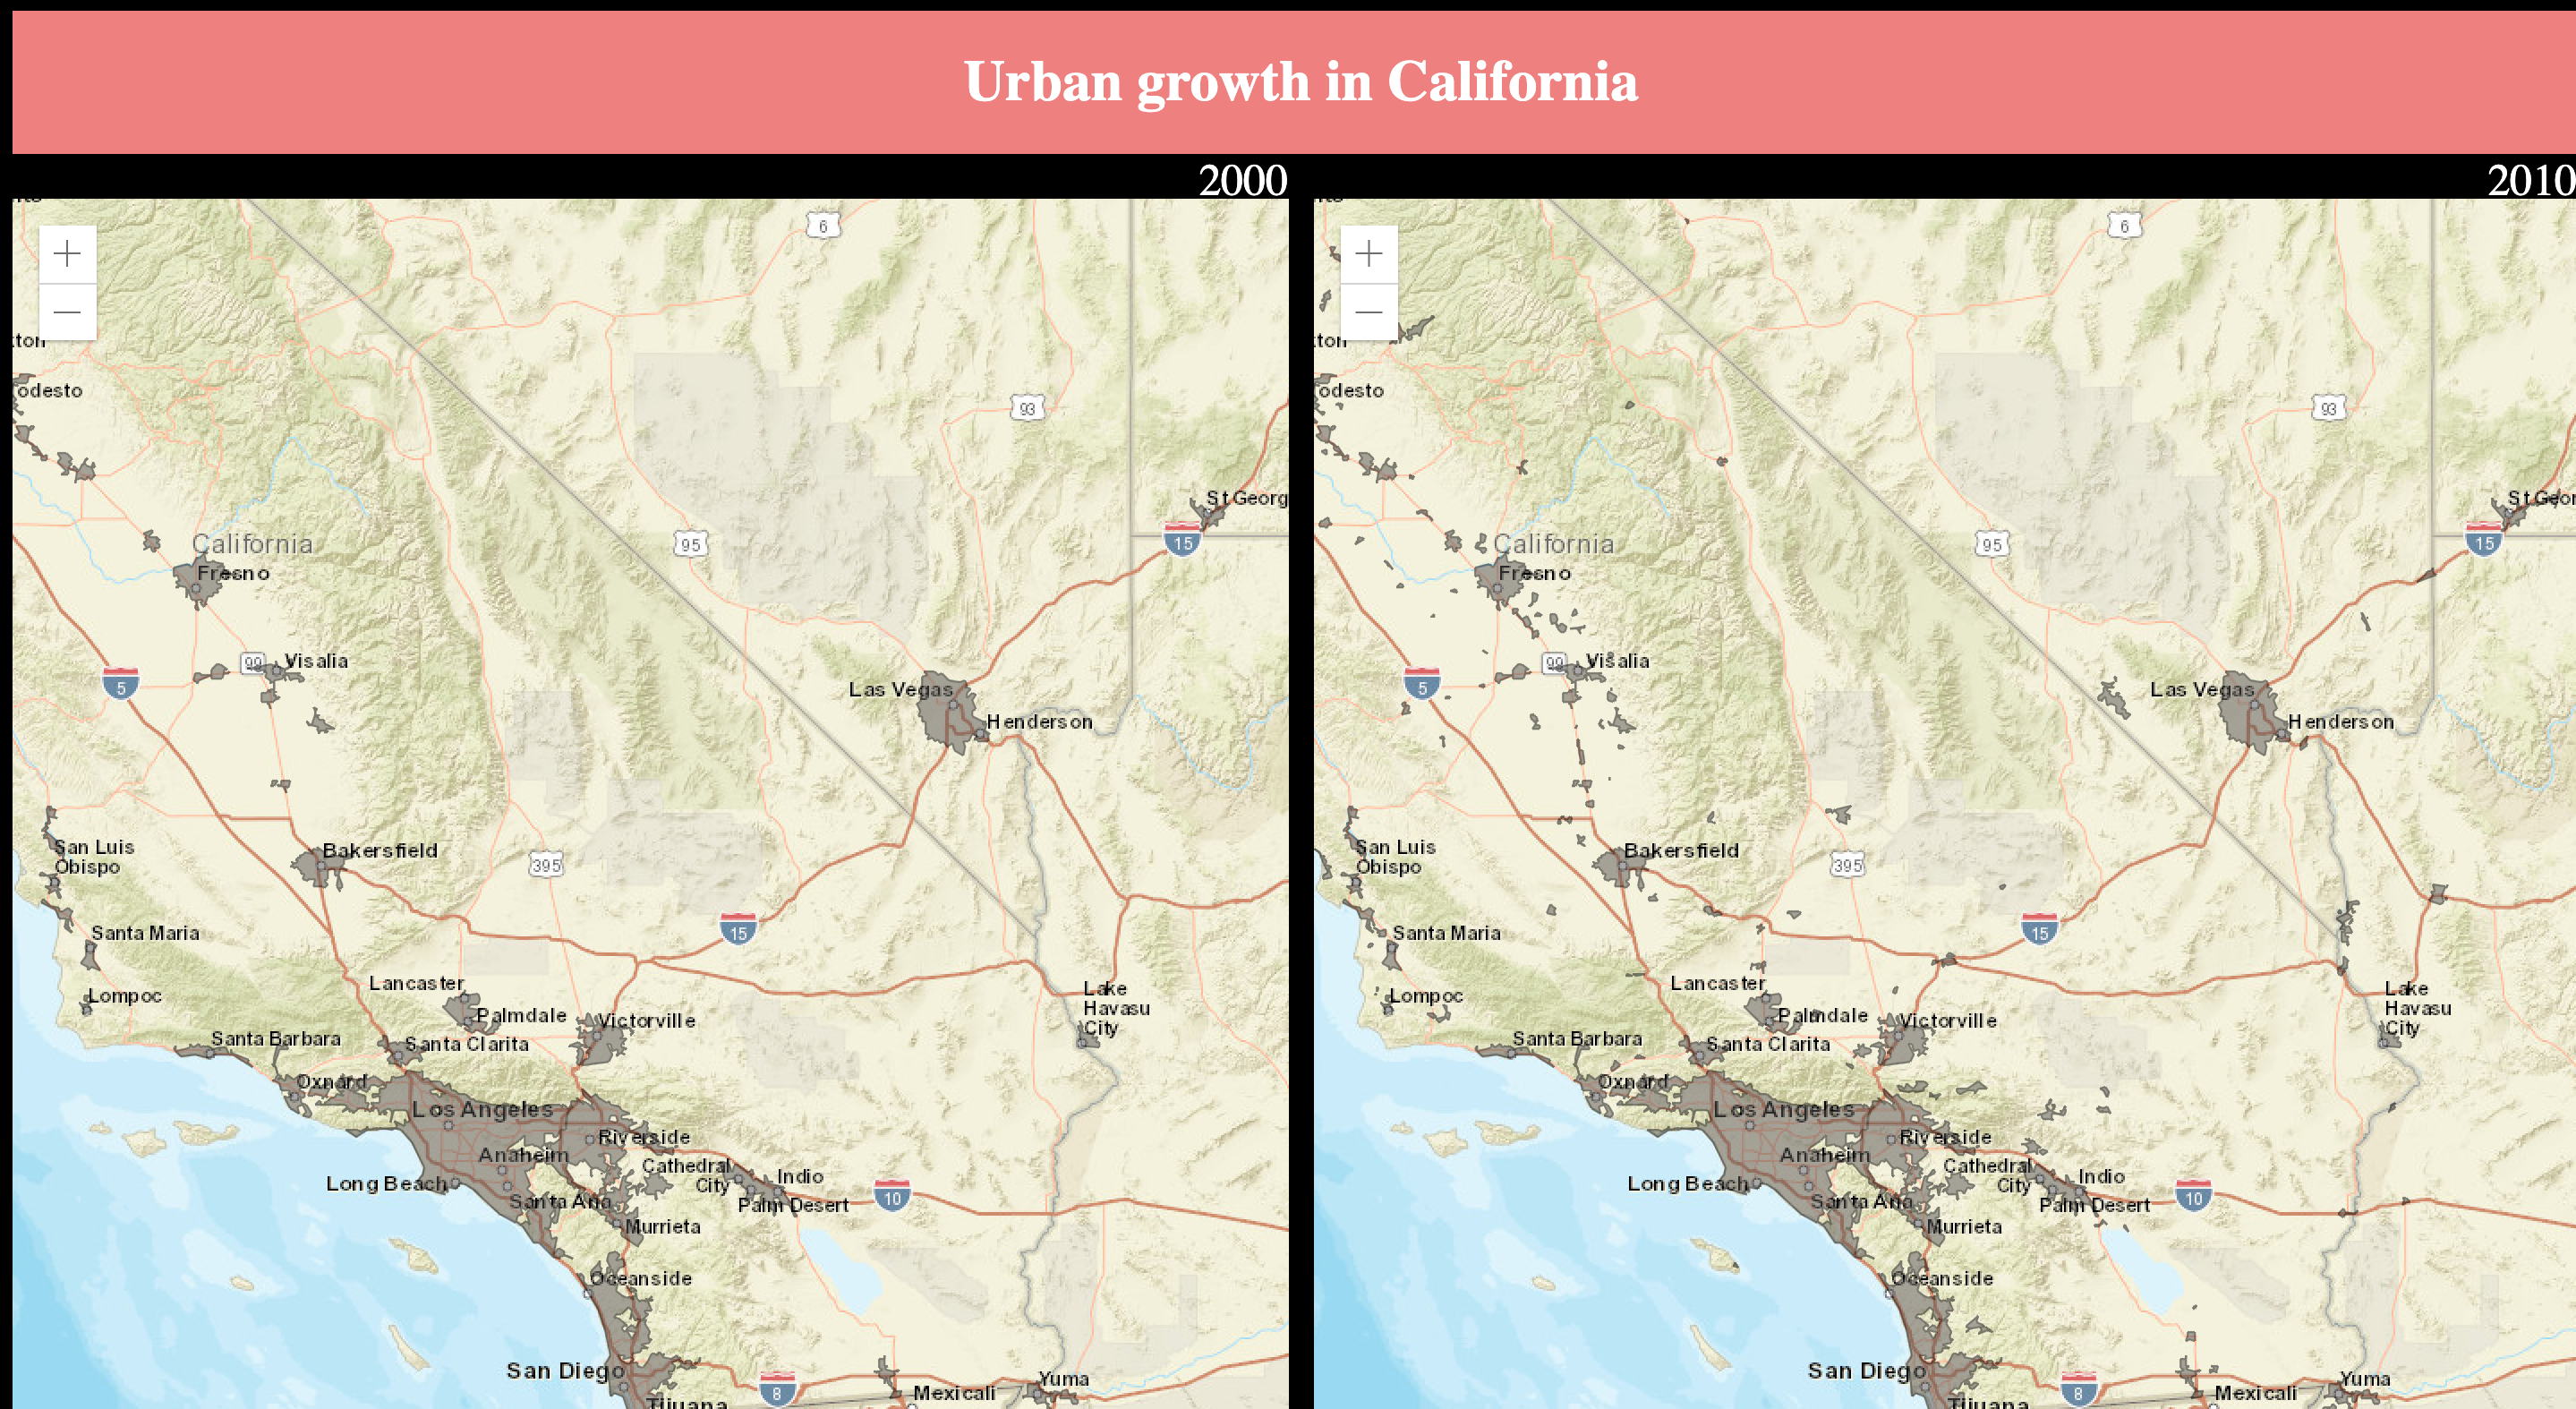 Urban growth in California
2000
6
ton
odesto
93
St Georg
15
California
Fresno
95
99
Visalia
5
Las Vegas
Henderson
San Luis
Obispo
Bakersfield
395
Santa Maria
15
Lancaster
Lompoc
Palmdale
Victorville
Lake
Havasu
City
Santa Barbara
Santa Clarita
Oxnard
Los Angeles
Riverside
Anaheim
Cathedral
City
Indio
Long Beach
Santa Ana
Palm Desert
10
Murrieta
Oceanside
San Diego
8
Mexicali
Yuma
Tijuana
2010
6
ton
odesto
93
St Geor
15
California
Fresno
95
99
Visalia
5
Las Vegas
Henderson
San Luis
Obispo
Bakersfield
395
Santa Maria
15
Lancaster
Lompoc
Palmdale
Victorville
Lake
Havasu
City
Santa Barbara
Santa Clarita
Oxnard
Los Angeles
Riverside
Anaheim
Cathedral
City
Indio
Long Beach
Santa Ana
Palm Desert
10
Murrieta
Oceanside
San Diego
8
Mexicali
Yuma
Tijuana